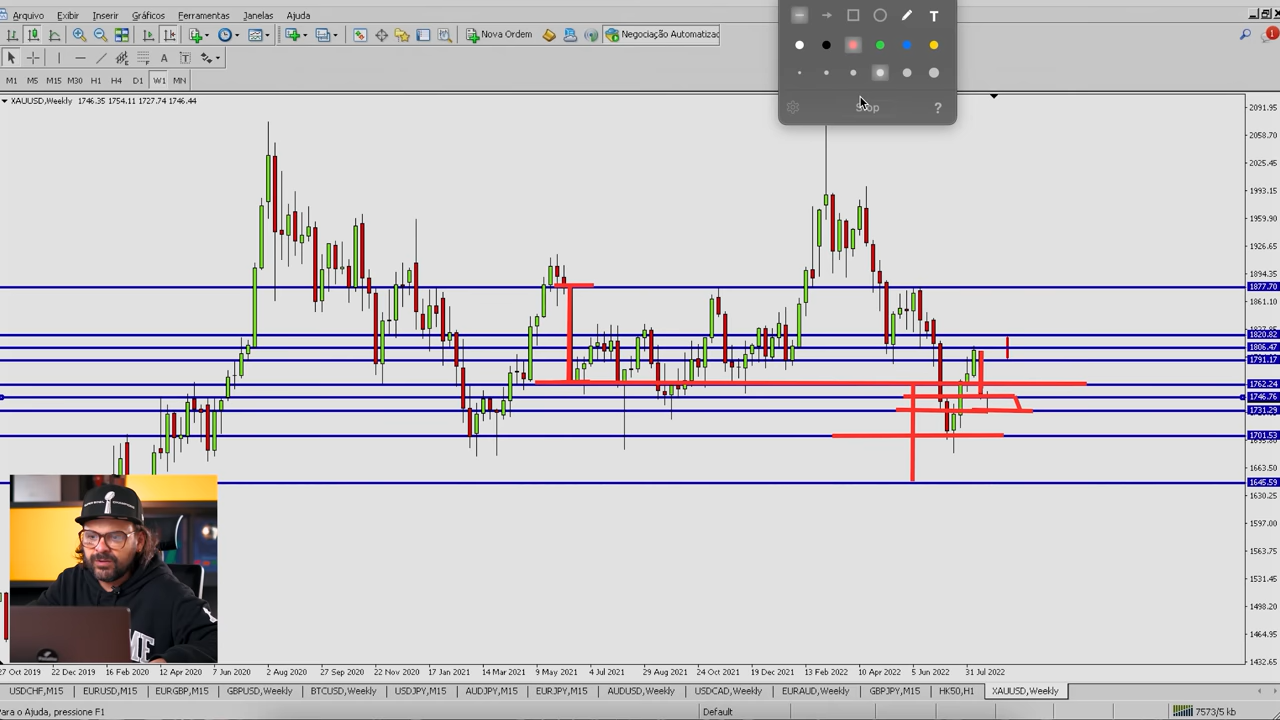 Arquivo Exibir Inserir Gráficos Ferramentas Janelas Ajuda
T
Nova Ordem
Negociação Automatizac
1
A T
M1 M5 M15 M30 H1 H4 D1 W1 MN
Stop ?
XAUUSD,Weekly 1746.35 1754.11 1727.74 1746.44
2091.95
2058.70
2025.45
1993.15
1959.90
1926.65
1894.35
1877.70
1861.10
1820.82
1806.47
1791.17
1762.24
1746.76
1731.29
1701.53
1663.50
1645.59
1630.25
1597.00
1563.75
1531.45
1498.20
1464.95
1432.65
27 Oct 2019 22 Dec 2019 16 Feb 2020 12 Apr 2020 7 Jun 2020 2 Aug 2020 27 Sep 2020 22 Nov 2020 17 Jan 2021 14 Mar 2021 9 May 2021 4 Jul 2021 29 Aug 2021 24 Oct 2021 19 Dec 2021 13 Feb 2022 10 Apr 2022 5 Jun 2022 31 Jul 2022
USDCHF,M15 EURUSD,M15 EURGBP,M15 GBPUSD,Weekly BTCUSD,Weekly USDJPY,M15 AUDJPY,M15 EURJPY,M15 AUDUSD,Weekly USDCAD,Weekly EURAUD,Weekly GBPJPY,M15 HK50,H1 XAUUSD,Weekly
Para o Ajuda, pressione F1 Default 7573/5 kb